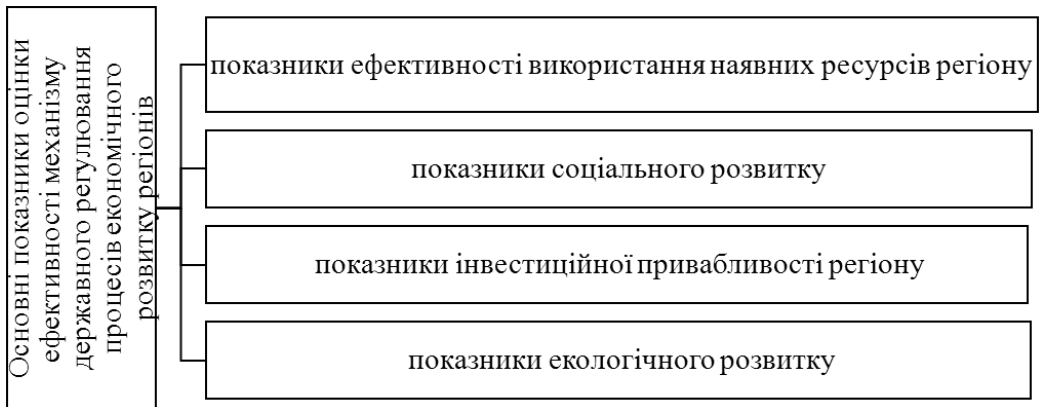 Основні показники оцінки
ефективності механізму
державного регулювання
процесів економічного
розвитку регіонів
показники ефективності використання наявних ресурсів регіону
показники соціального розвитку
показники інвестиційної привабливості регіону
показники екологічного розвитку